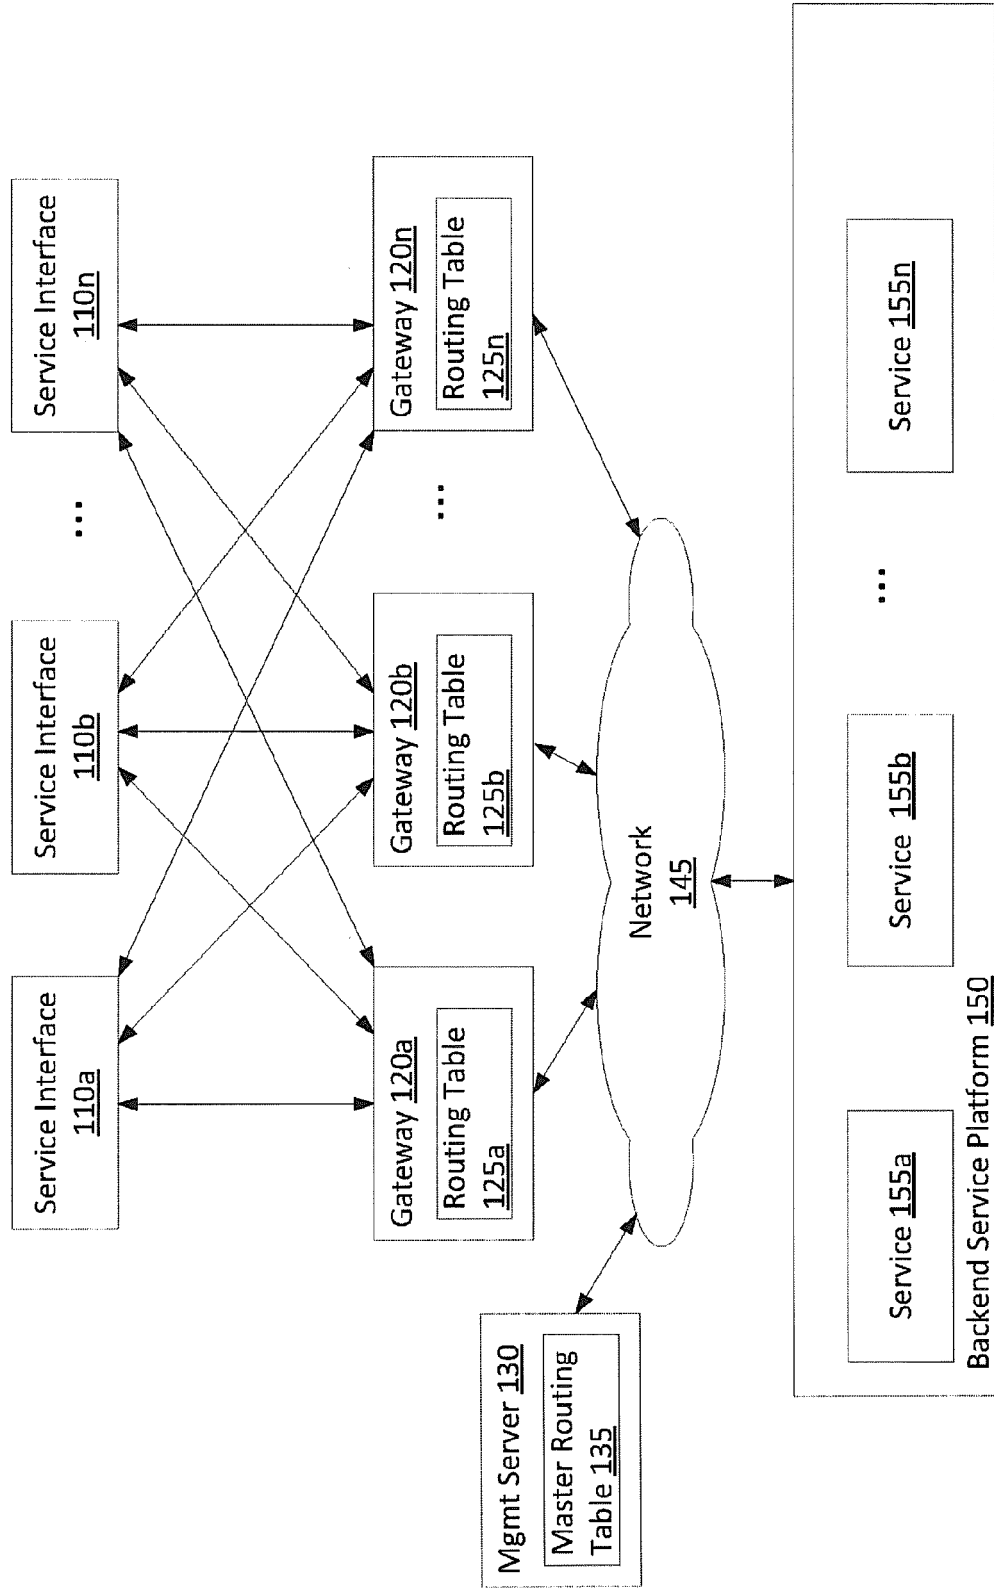 Service Interface
110a
Service Interface
110b
...
Service Interface
110n
Mgmt Server 130
Master Routing
Table 135
Gateway 120a
Routing Table
125a
Gateway 120b
Routing Table
125b
...
Gateway 120n
Routing Table
125n
Network
145
Service 155a
Service 155b
...
Service 155n
Backend Service Platform 150